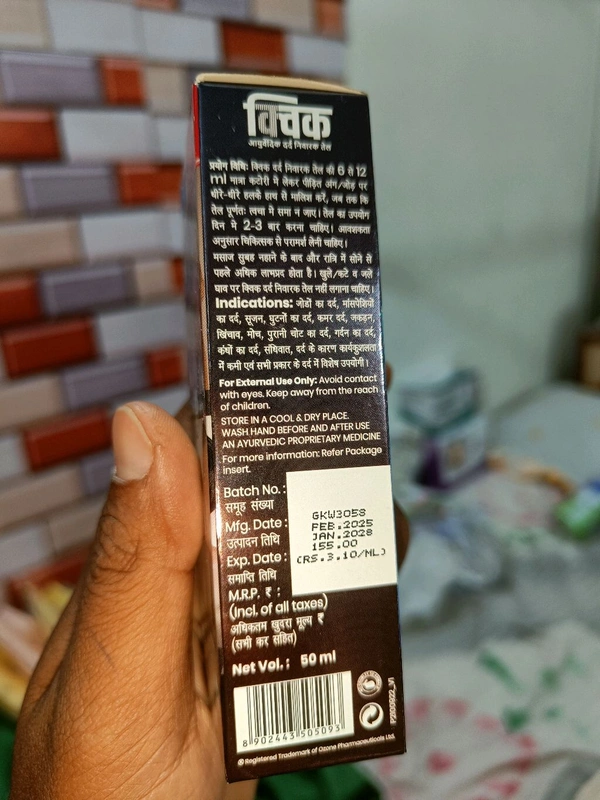 क्विक
आयुर्वेदिक दर्द निवारक तेल
प्रयोग विधिः क्विक दर्द निवारक तेल की 6 से 12
ml मात्रा कटोरी में लेकर पीड़ित अंग/जोड़ पर
धीरे-धीरे हलके हाथ से मालिश करें, जब तक कि
तेल पूर्णतः त्वचा में समा न जाए। तेल का उपयोग
दिन मे 2-3 बार करना चाहिए। आवश्यकता
अनुसार चिकित्सक से परामर्श लेनी चाहिए।
मसाज सुबह नहाने के बाद और रात्रि में सोने से
पहले अधिक लाभप्रद होता है। खुले/कटे व जले
घाव पर क्विक दर्द निवारक तेल नहीं लगाना चाहिए।
Indications: जोड़ों का दर्द, मांसपेशियों
का दर्द, सूजन, घुटनों का दर्द, कमर दर्द, जकड़न,
खिंचाव, मोच, पुरानी चोट का दर्द, गर्दन का दर्द,
कंधों का दर्द, संधिवात, दर्द के कारण कार्यकुशलता
में कमी एवं सभी प्रकार के दर्द में विशेष उपयोगी।
For External Use Only: Avoid contact
with eyes. Keep away from the reach
of children.
STORE IN A COOL & DRY PLACE.
WASH HAND BEFORE AND AFTER USE
AN AYURVEDIC PROPRIETARY MEDICINE
For more information: Refer Package
insert.
Batch No.: GKW3058
समूह संख्या
Mfg. Date: FEB.2025
उत्पादन तिथि
Exp. Date: JAN.2028
समाप्ति तिथि
M.R.P. ₹ : 155.00
(Incl. of all taxes) (RS.3.10/ML)
अधिकतम खुदरा मूल्य ₹
(सभी कर सहित)
Net Vol.: 50 ml
8 902443 505093
® Registered Trademark of Ozone Pharmaceuticals Ltd.